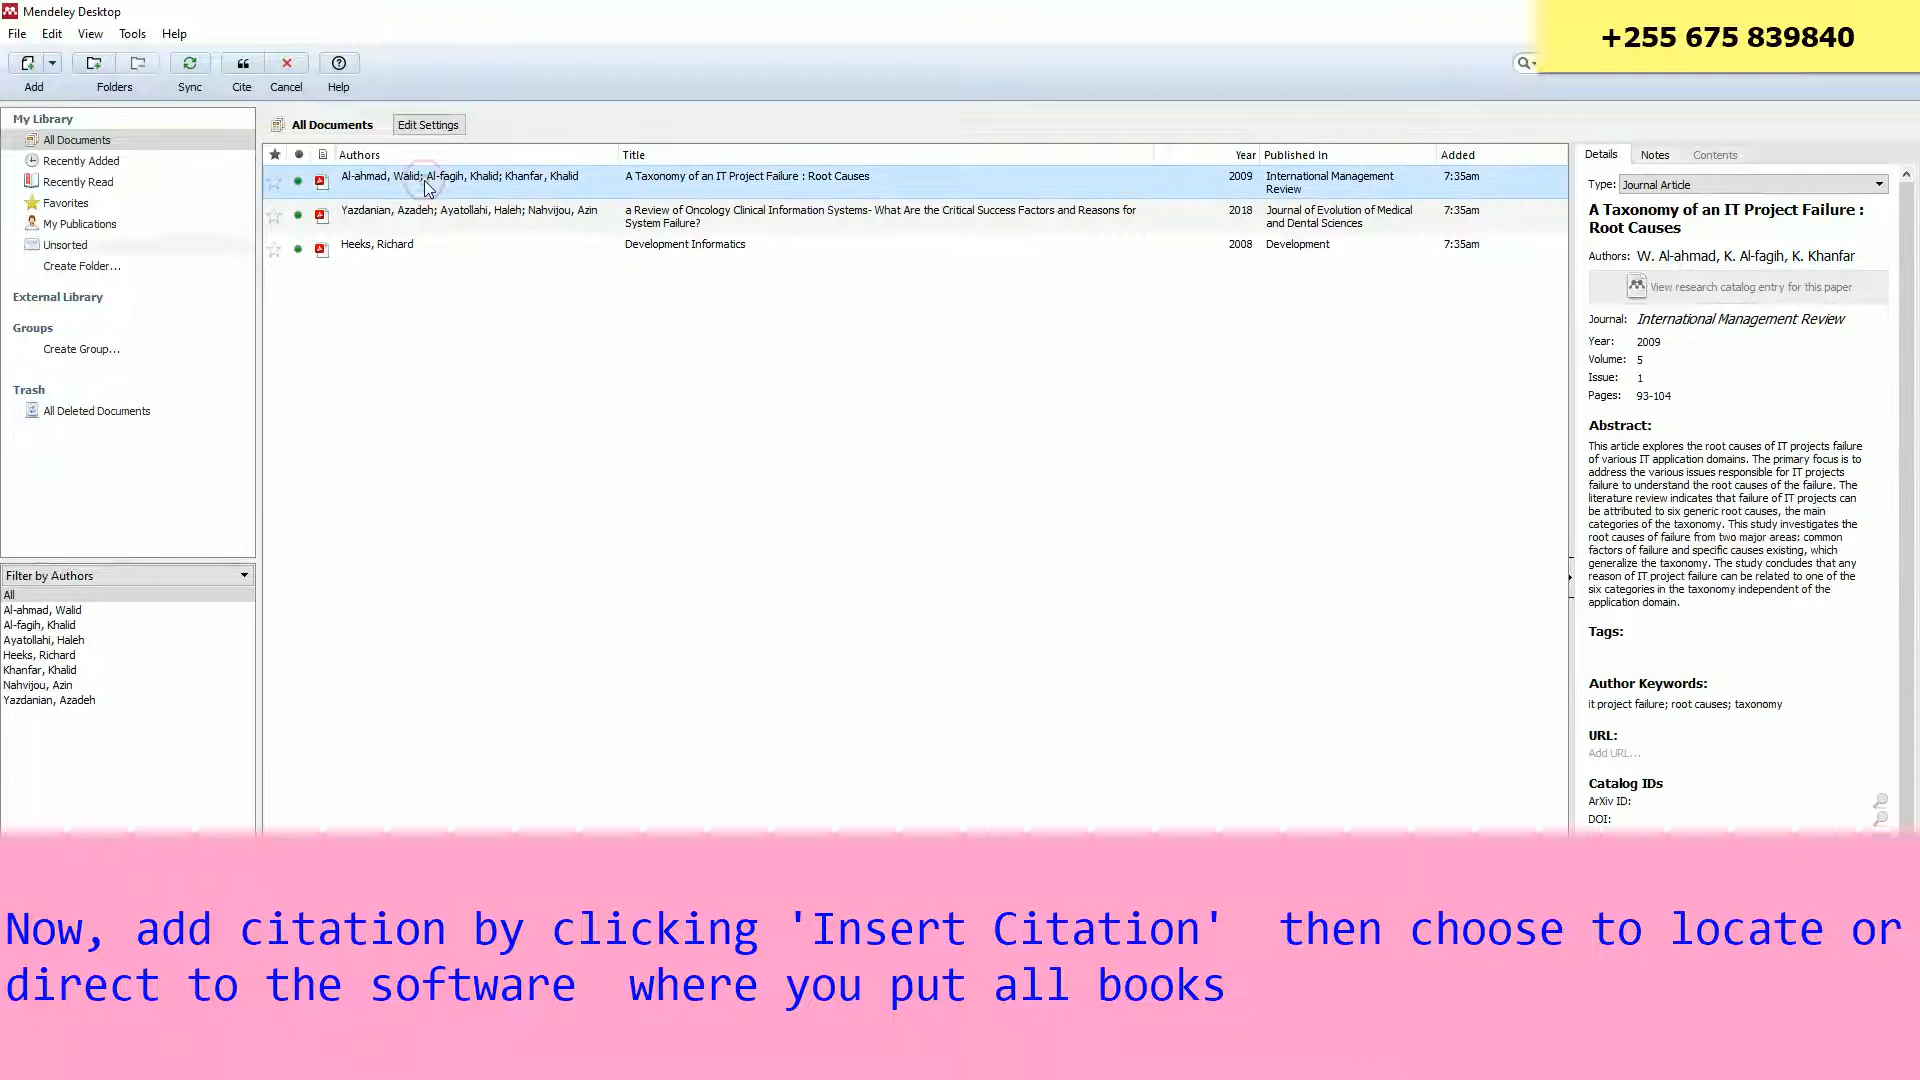 Mendeley Desktop
+255 675 839840
File Edit View Tools Help
Add Folders Sync Cite Cancel Help
My Library
All Documents
Recently Added
Recently Read
Favorites
My Publications
Unsorted
Create Folder...
External Library
Groups
Create Group...
Trash
All Deleted Documents
Filter by Authors
All
Al-ahmad, Walid
Al-fagih, Khalid
Ayatollahi, Haleh
Heeks, Richard
Khanfar, Khalid
Nahvijou, Azin
Yazdanian, Azadeh
All Documents Edit Settings
Authors Title Year Published In Added
Al-ahmad, Walid; Al-fagih, Khalid; Khanfar, Khalid A Taxonomy of an IT Project Failure : Root Causes 2009 International Management 7:35am
Review
Yazdanian, Azadeh; Ayatollahi, Haleh; Nahvijou, Azin a Review of Oncology Clinical Information Systems- What Are the Critical Success Factors and Reasons for 2018 Journal of Evolution of Medical 7:35am
System Failure? and Dental Sciences
Heeks, Richard Development Informatics 2008 Development 7:35am
Details Notes Contents
Type: Journal Article
A Taxonomy of an IT Project Failure :
Root Causes
Authors: W. Al-ahmad, K. Al-fagih, K. Khanfar
View research catalog entry for this paper
Journal: International Management Review
Year: 2009
Volume: 5
Issue: 1
Pages: 93-104
Abstract:
This article explores the root causes of IT projects failure
of various IT application domains. The primary focus is to
address the various issues responsible for IT projects
failure to understand the root causes of the failure. The
literature review indicates that failure of IT projects can
be attributed to six generic root causes, the main
categories of the taxonomy. This study investigates the
root causes of failure from two major areas: common
factors of failure and specific causes existing, which
generalize the taxonomy. The study concludes that any
reason of IT project failure can be related to one of the
six categories in the taxonomy independent of the
application domain.
Tags:
Author Keywords:
it project failure; root causes; taxonomy
URL:
Add URL...
Catalog IDs
ArXiv ID:
DOI:
Now, add citation by clicking 'Insert Citation' then choose to locate or
direct to the software where you put all books